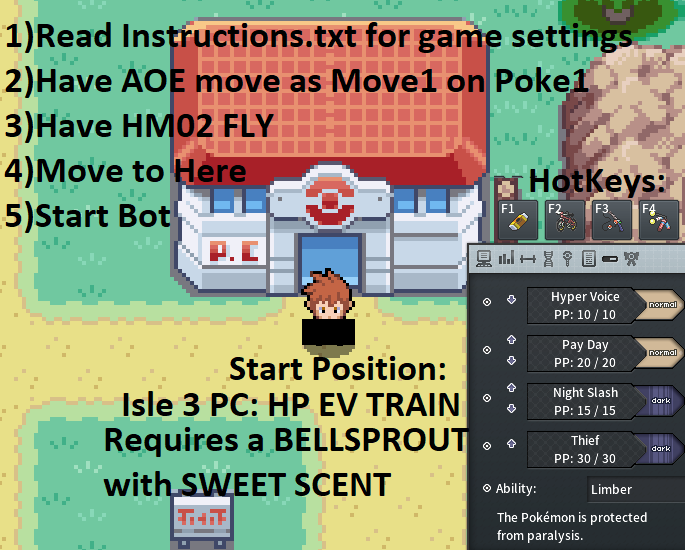 1)Read Instructions.txt for game settings
2)Have AOE move as Move1 on Poke1
3)Have HM02 FLY
4)Move to Here
5)Start Bot
HotKeys:
F1 F2 F3 F4
P.C
Hyper Voice
PP: 10 / 10
normal
Pay Day
PP: 20 / 20
normal
Night Slash
PP: 15 / 15
dark
Thief
PP: 30 / 30
dark
Ability: Limber
The Pokémon is protected
from paralysis.
Start Position:
Isle 3 PC: HP EV TRAIN
Requires a BELLSPROUT
with SWEET SCENT